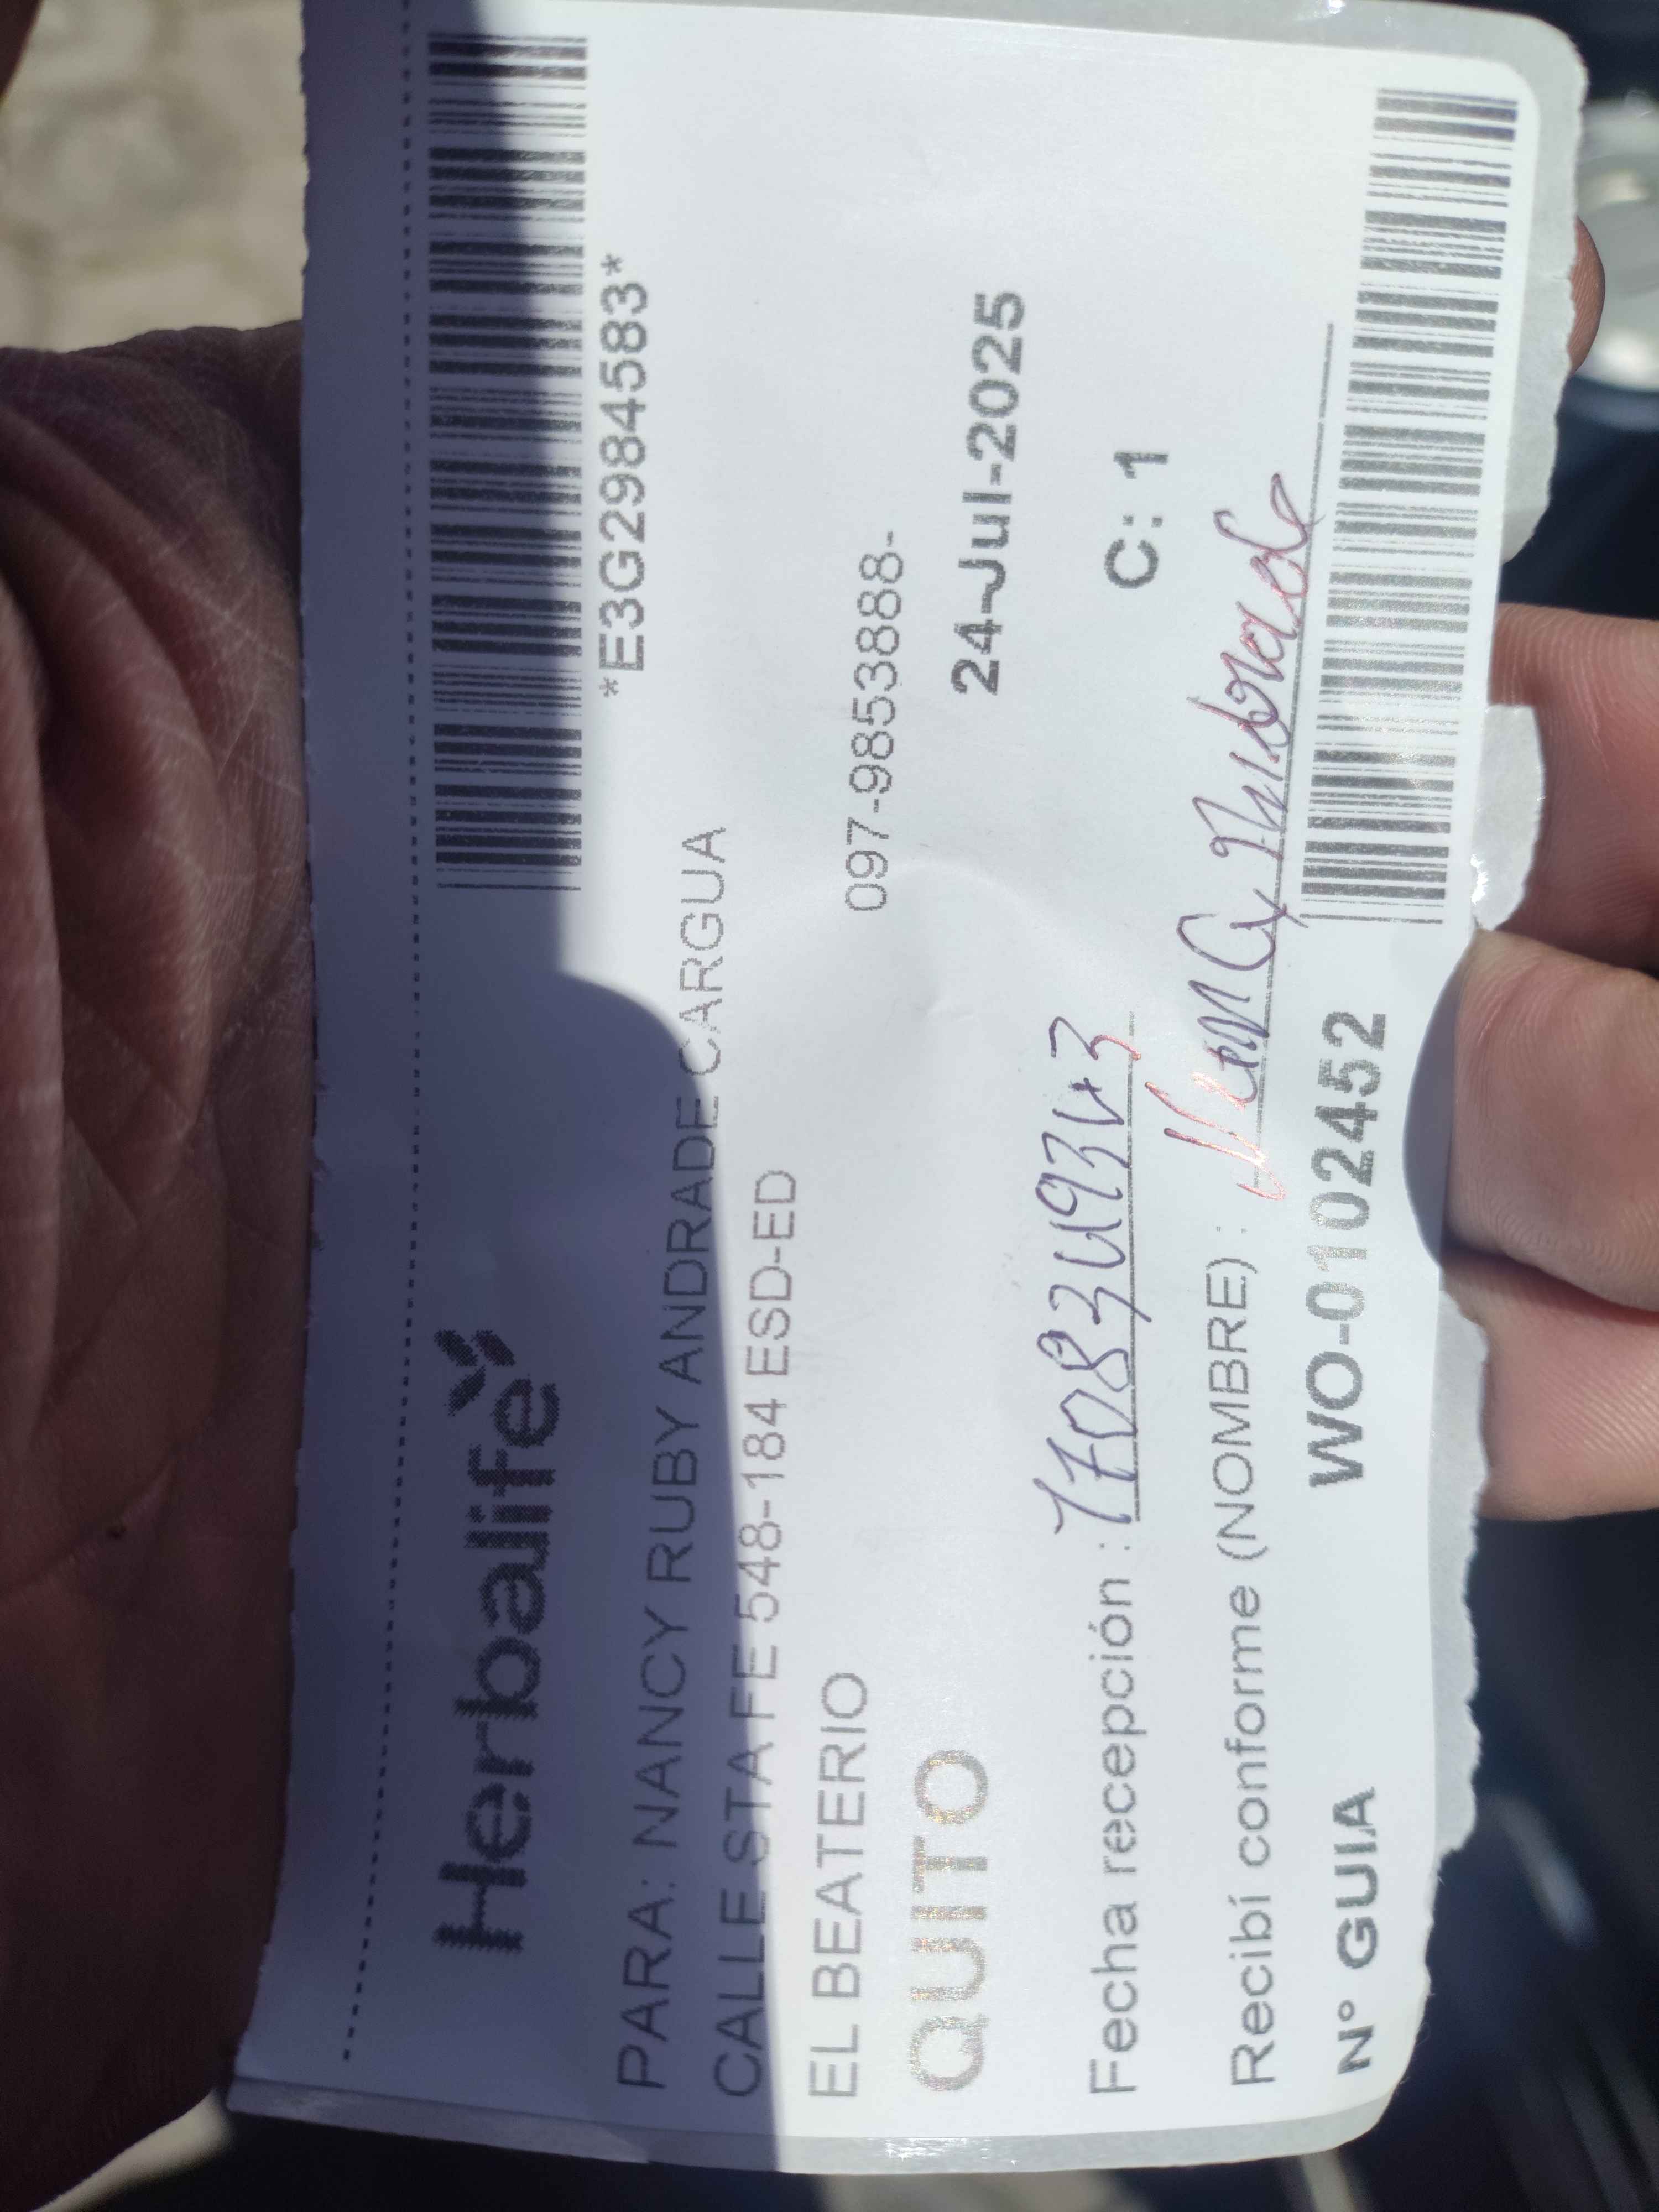 Herbalife
*E3G2984583*
PARA: NANCY RUBY ANDRADE CARGUA
CALLE STA FE 548-184 ESD-ED
EL BEATERIO 097-9853888-
QUITO 24-Jul-2025
Fecha recepción : C: 1
Recibí conforme (NOMBRE) :
N° GUIA WO-0102452